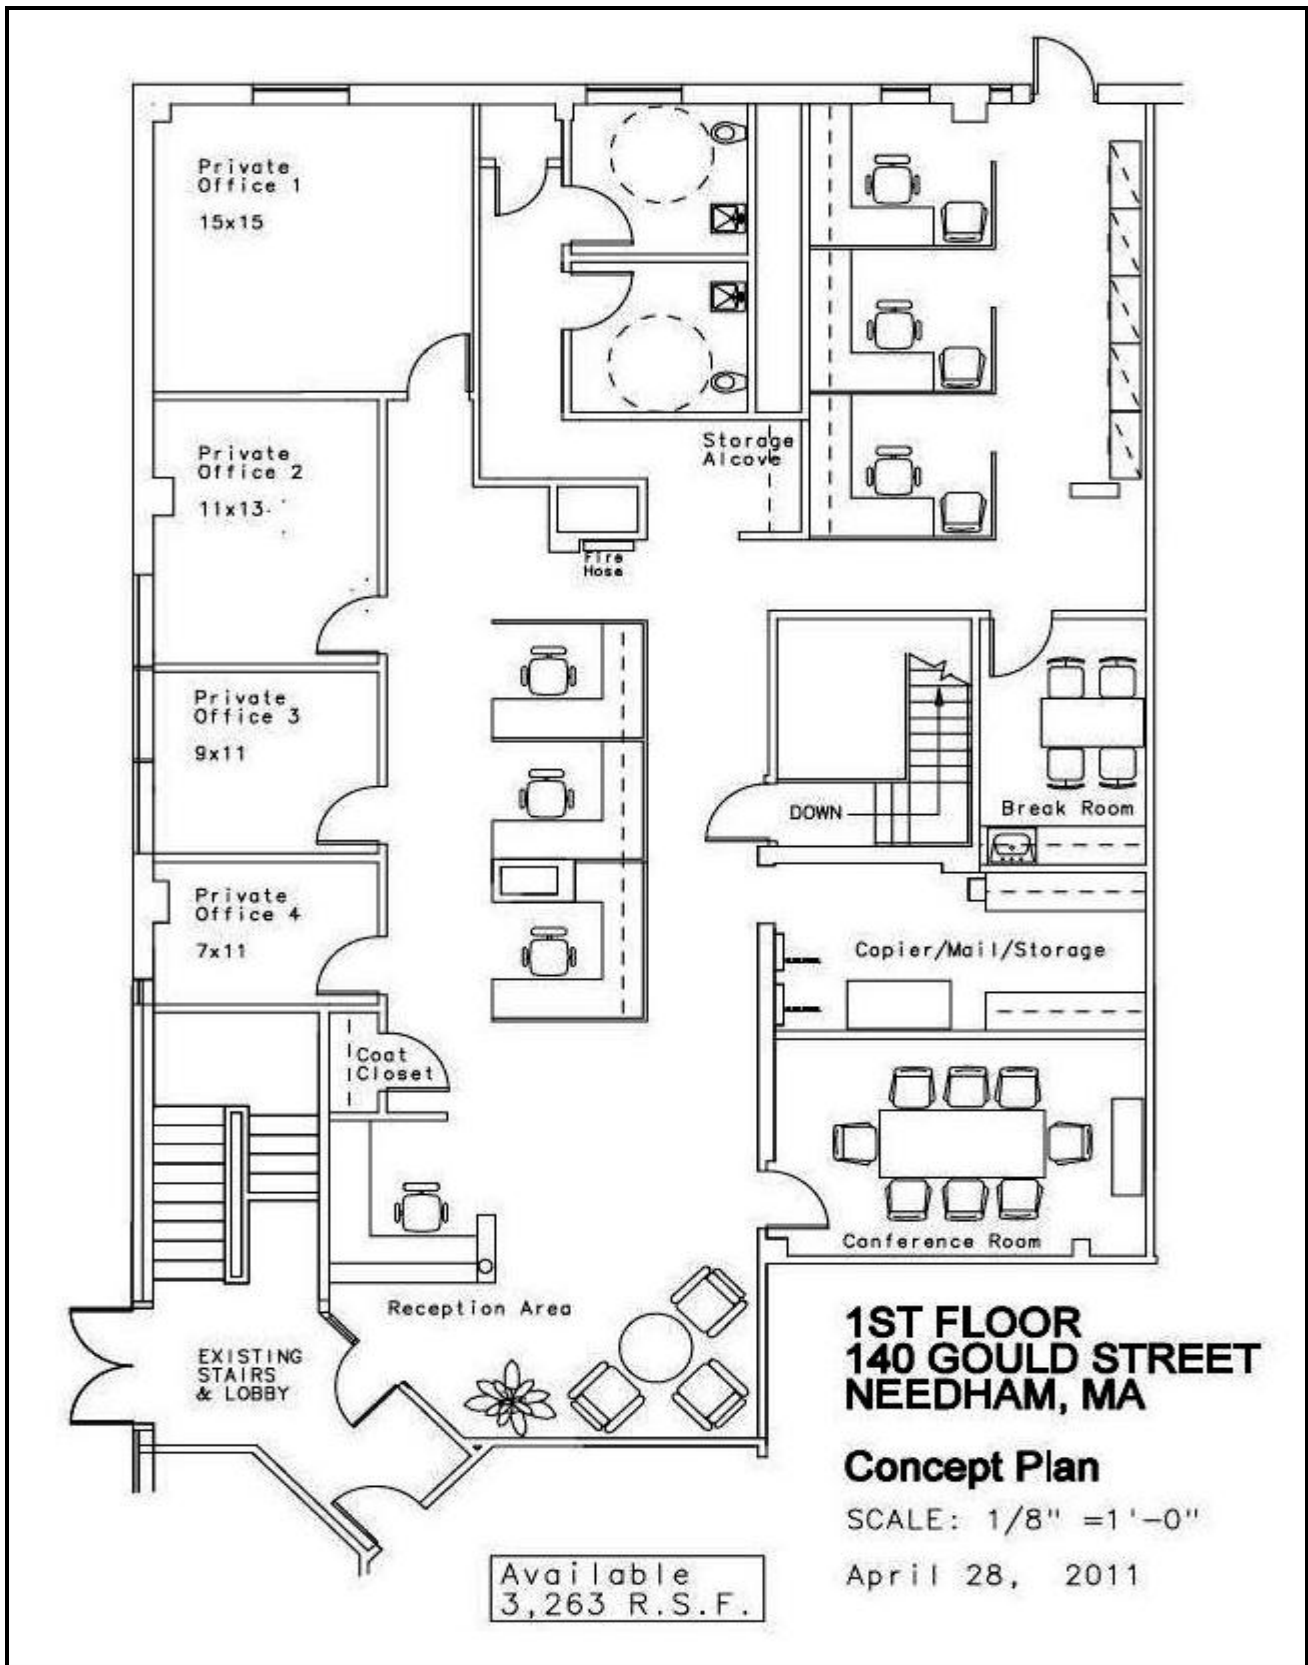 Private
Office 1
15x15
Private
Office 2
11x13
Storage
Alcove
Fire
Hose
Private
Office 3
9x11
DOWN
Break Room
Private
Office 4
7x11
Copier/Mail/Storage
Coat
Closet
Conference Room
Reception Area
EXISTING
STAIRS
& LOBBY
1ST FLOOR
140 GOULD STREET
NEEDHAM, MA
Concept Plan
SCALE: 1/8" =1'-0"
April 28, 2011
Available
3,263 R.S.F.